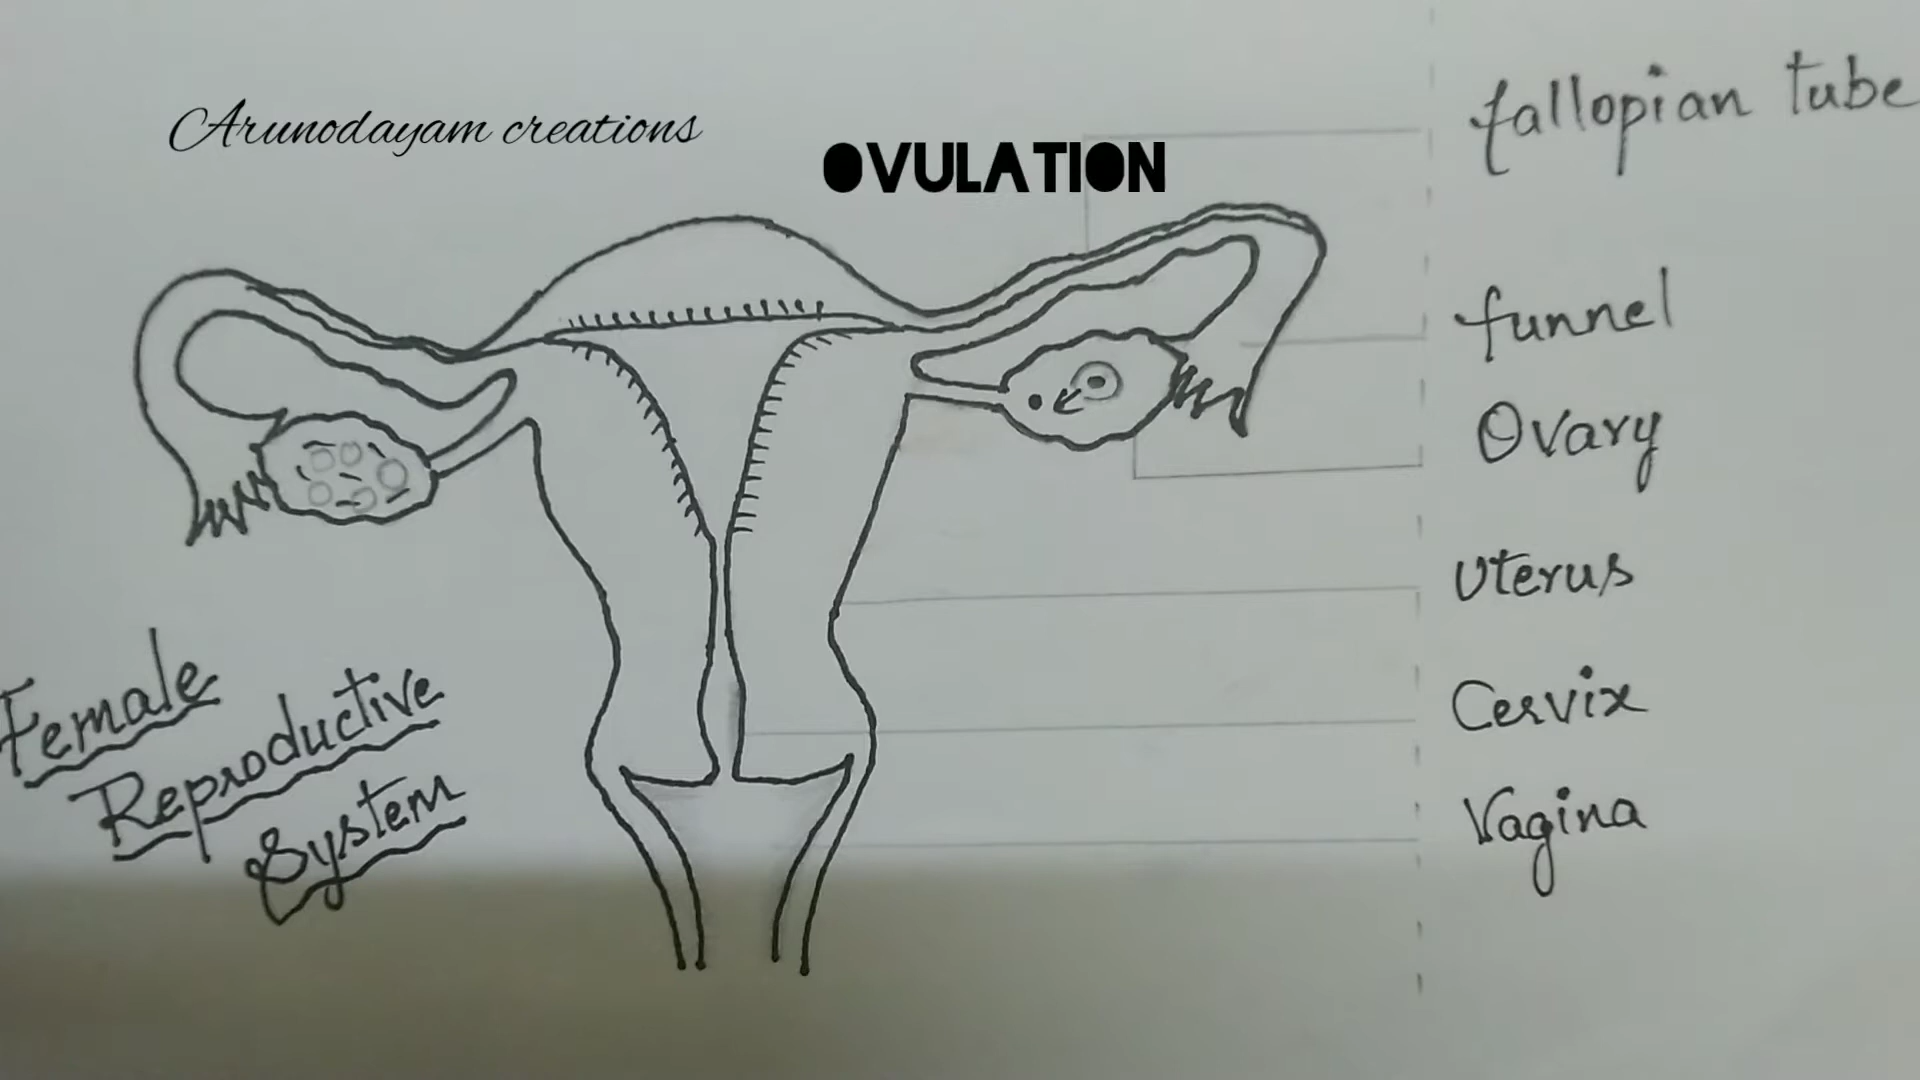 Arunodayam creations
OVULATION
fallopian tube
funnel
Ovary
Uterus
Cervix
Vagina
Female
Reproductive
System